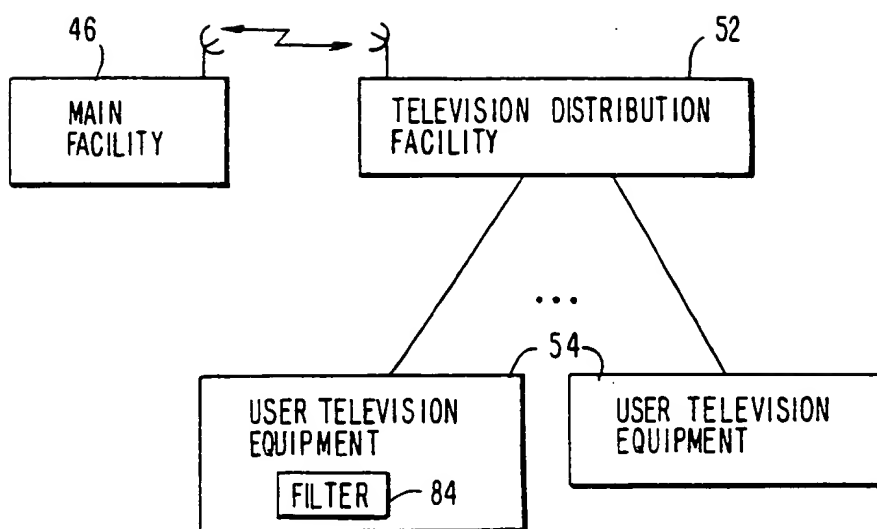 46
52
MAIN
FACILITY
TELEVISION DISTRIBUTION
FACILITY
54
USER TELEVISION
EQUIPMENT
FILTER
84
USER TELEVISION
EQUIPMENT